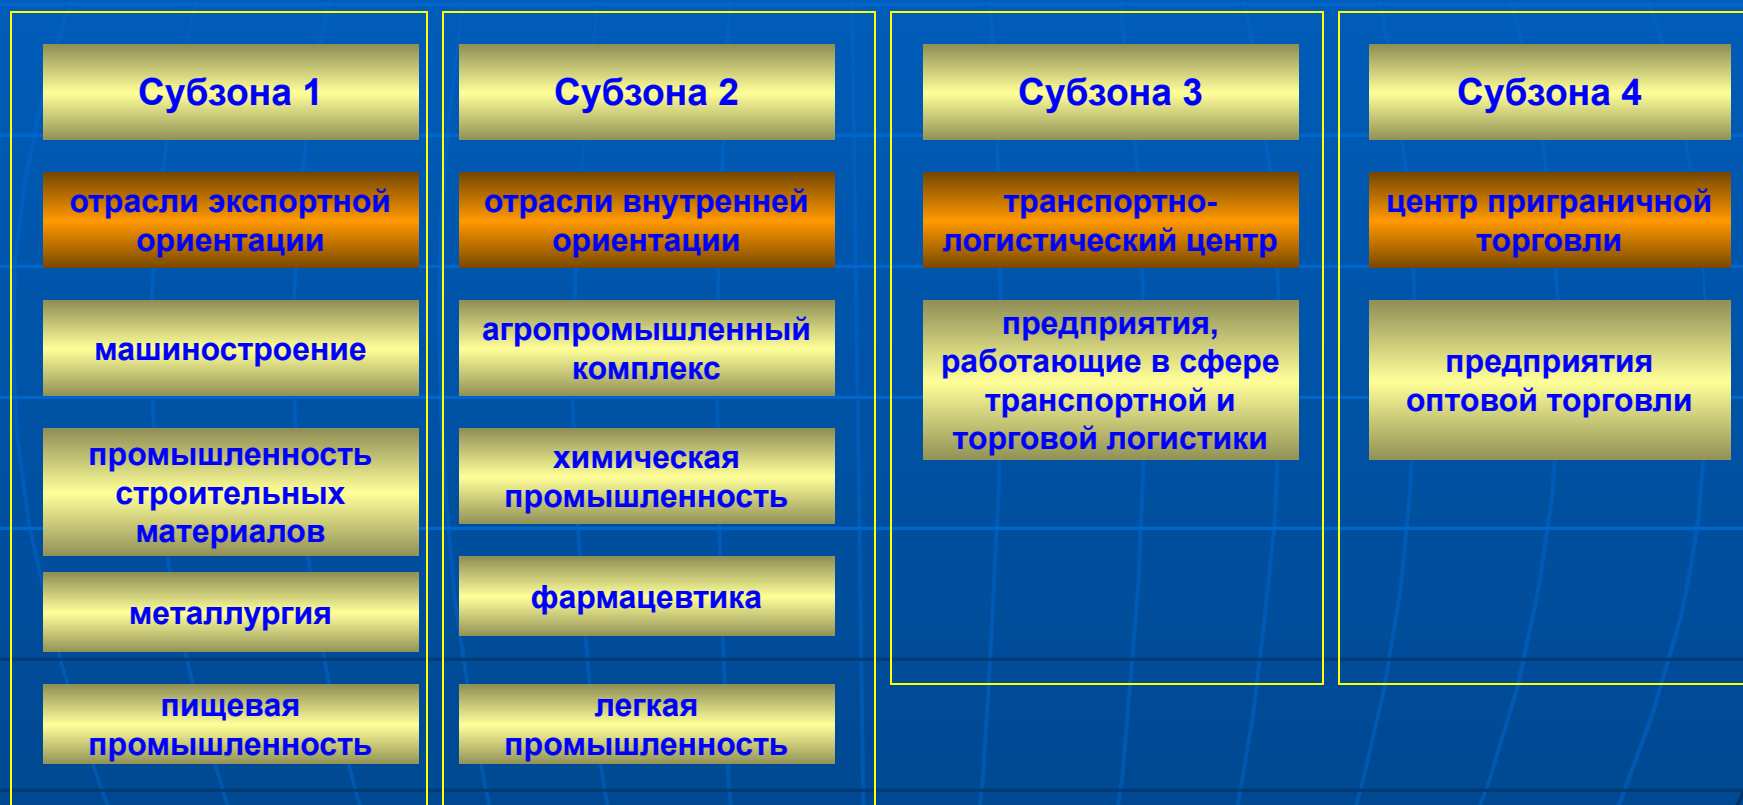 Субзона 1
отрасли экспортной
ориентации
машиностроение
промышленность
строительных
материалов
металлургия
пищевая
промышленность
Субзона 2
отрасли внутренней
ориентации
агропромышленный
комплекс
химическая
промышленность
фармацевтика
легкая
промышленность
Субзона 3
транспортно-
логистический центр
предприятия,
работающие в сфере
транспортной и
торговой логистики
Субзона 4
центр приграничной
торговли
предприятия
оптовой торговли